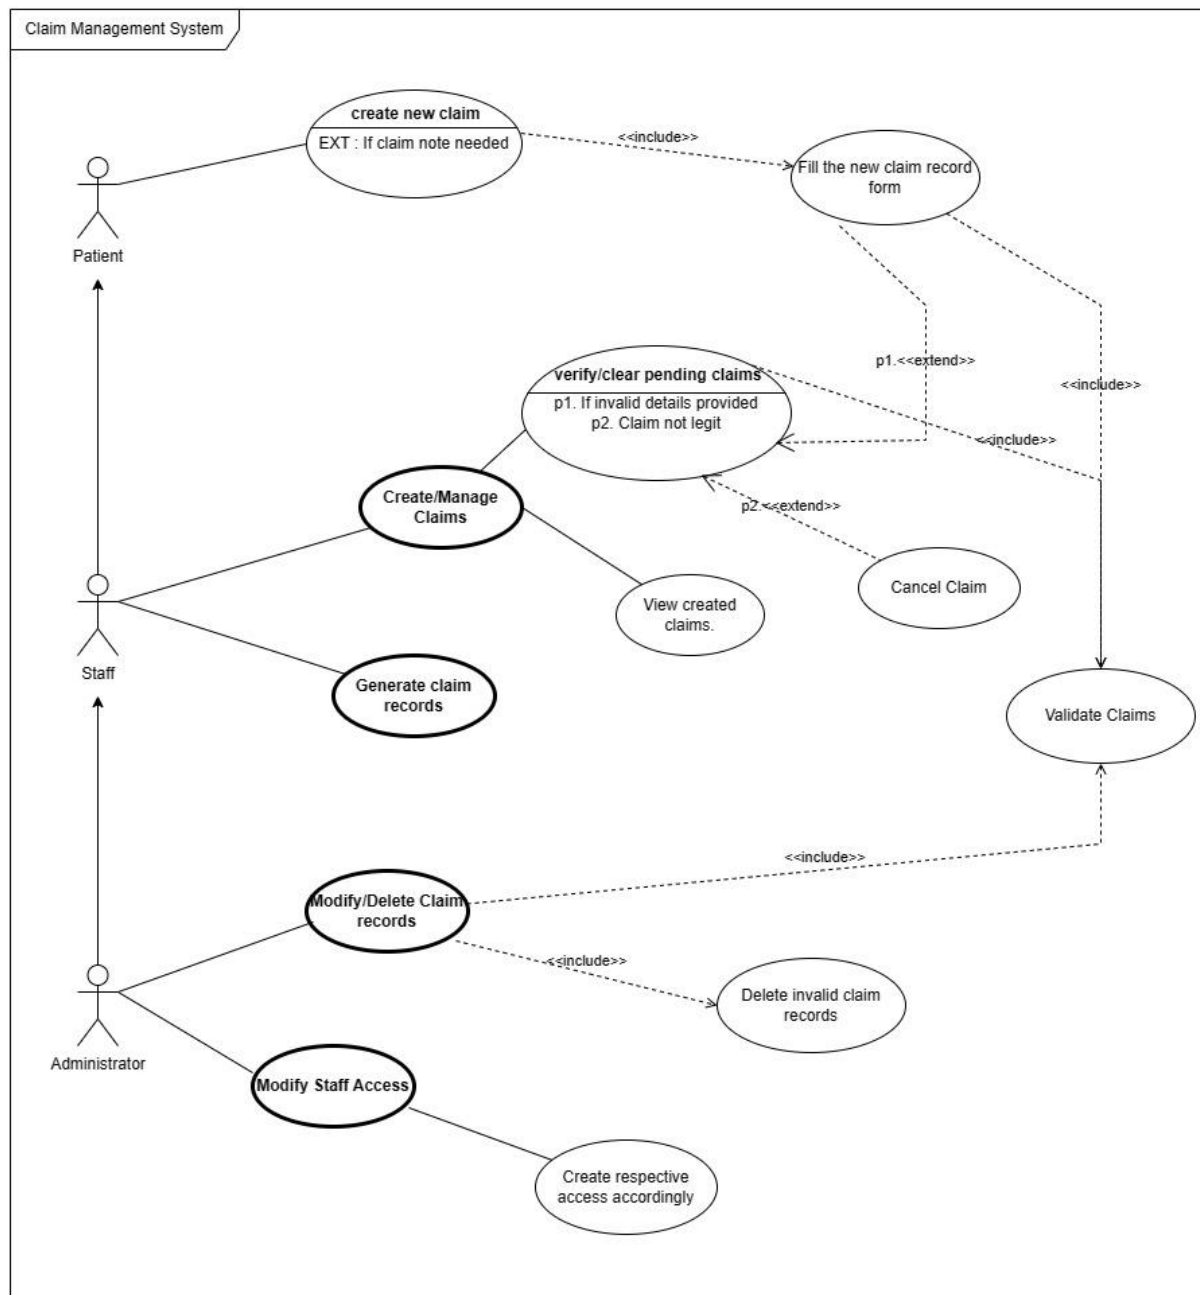 Claim Management System
create new claim
EXT : If claim note needed
<<include>>
Fill the new claim record
form
Patient
p1.<<extend>>
verify/clear pending claims
p1. If invalid details provided
p2. Claim not legit
<<include>>
<<include>>
Create/Manage
Claims
p2.<<extend>>
Cancel Claim
View created
claims.
Staff
Generate claim
records
Validate Claims
<<include>>
Modify/Delete Claim
records
<<include>>
Delete invalid claim
records
Administrator
Modify Staff Access
Create respective
access accordingly